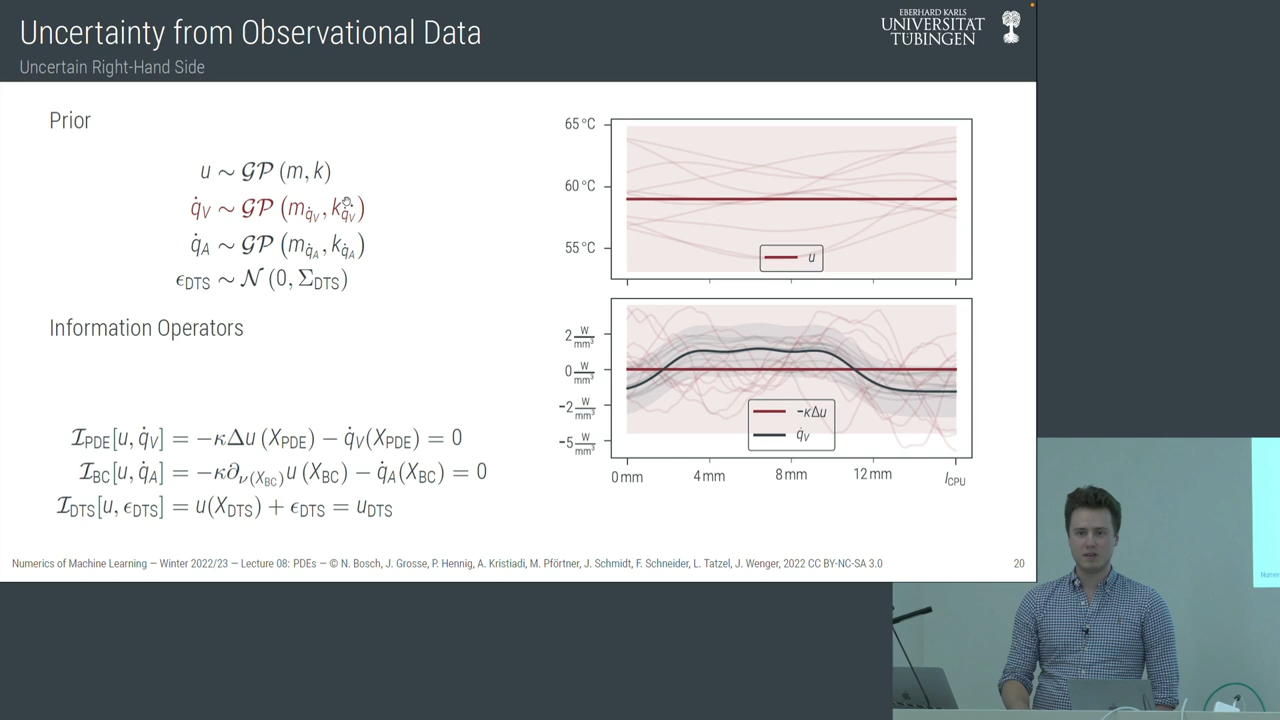 Uncertainty from Observational Data
Uncertain Right-Hand Side
EBERHARD KARLS
UNIVERSITÄT
TÜBINGEN
Prior
u ∼ 𝒢𝒫 (m, k)
q̇_V ∼ 𝒢𝒫 (m_{q̇_V}, k_{q̇_V})
q̇_A ∼ 𝒢𝒫 (m_{q̇_A}, k_{q̇_A})
ϵ_DTS ∼ 𝒩 (0, Σ_DTS)
Information Operators
ℐ_PDE[u, q̇_V] = −κΔu (X_PDE) − q̇_V(X_PDE) = 0
ℐ_BC[u, q̇_A] = −κ∂_{ν(X_BC)}u (X_BC) − q̇_A(X_BC) = 0
ℐ_DTS[u, ϵ_DTS] = u(X_DTS) + ϵ_DTS = u_DTS
65 °C
60 °C
55 °C
u
2 W/mm³
0 W/mm³
−2 W/mm³
−5 W/mm³
−κΔu
q̇_V
0 mm 4 mm 8 mm 12 mm l_CPU
Numerics of Machine Learning — Winter 2022/23 — Lecture 08: PDEs — © N. Bosch, J. Grosse, P. Hennig, A. Kristiadi, M. Pförtner, J. Schmidt, F. Schneider, L. Tatzel, J. Wenger, 2022 CC BY-NC-SA 3.0
20
Numer